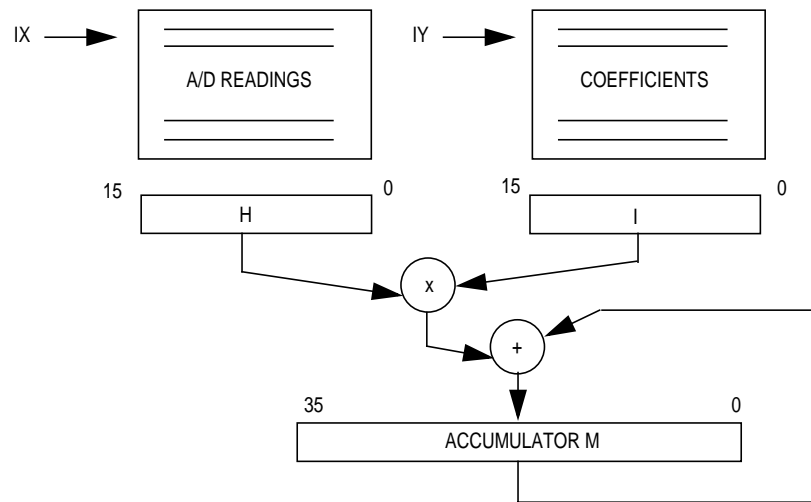 IX
IY
A/D READINGS
COEFFICIENTS
15
0
15
0
H
I
x
+
35
0
ACCUMULATOR M